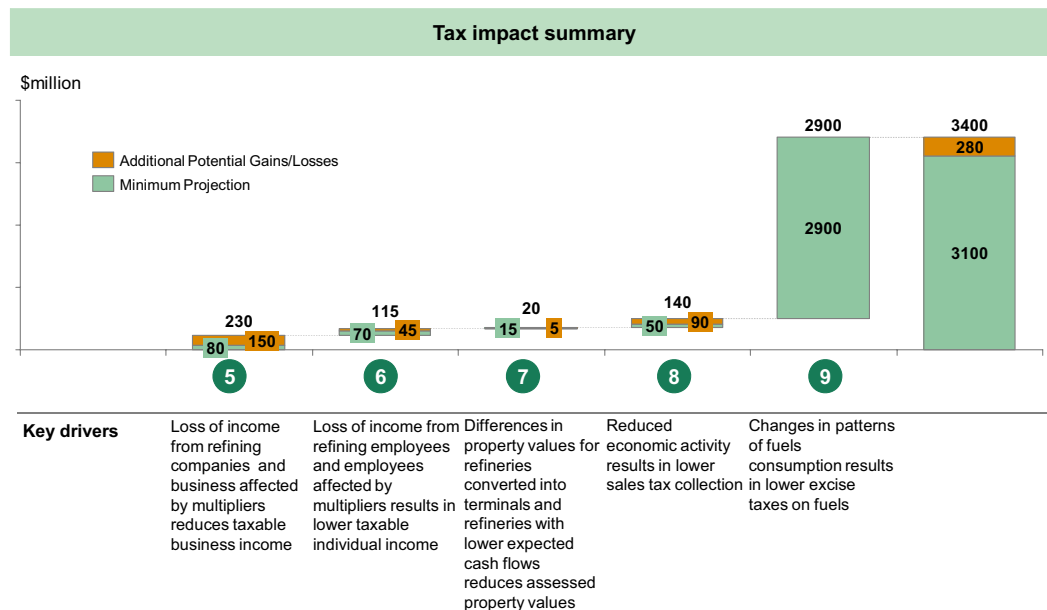 Tax impact summary
$million
Additional Potential Gains/Losses
Minimum Projection
230
80
150
115
70
45
20
15
5
140
50
90
2900
2900
3400
280
3100
5
6
7
8
9
Key drivers
Loss of income
from refining
companies and
business affected
by multipliers
reduces taxable
business income
Loss of income from
refining employees
and employees
affected by
multipliers results in
lower taxable
individual income
Differences in
property values for
refineries
converted into
terminals and
refineries with
lower expected
cash flows
reduces assessed
property values
Reduced
economic activity
results in lower
sales tax collection
Changes in patterns
of fuels
consumption results
in lower excise
taxes on fuels